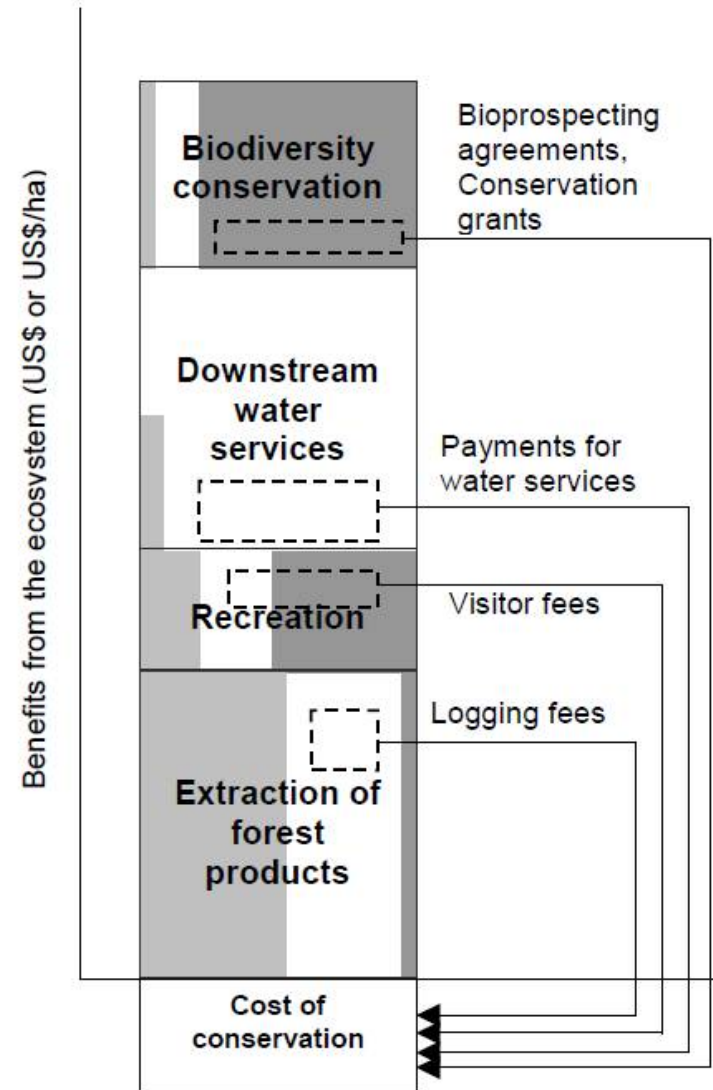 Benefits from the ecosystem (US$ or US$/ha)
Biodiversity
conservation
Bioprospecting
agreements,
Conservation
grants
Downstream
water
services
Payments for
water services
Recreation
Visitor fees
Logging fees
Extraction of
forest
products
Cost of
conservation